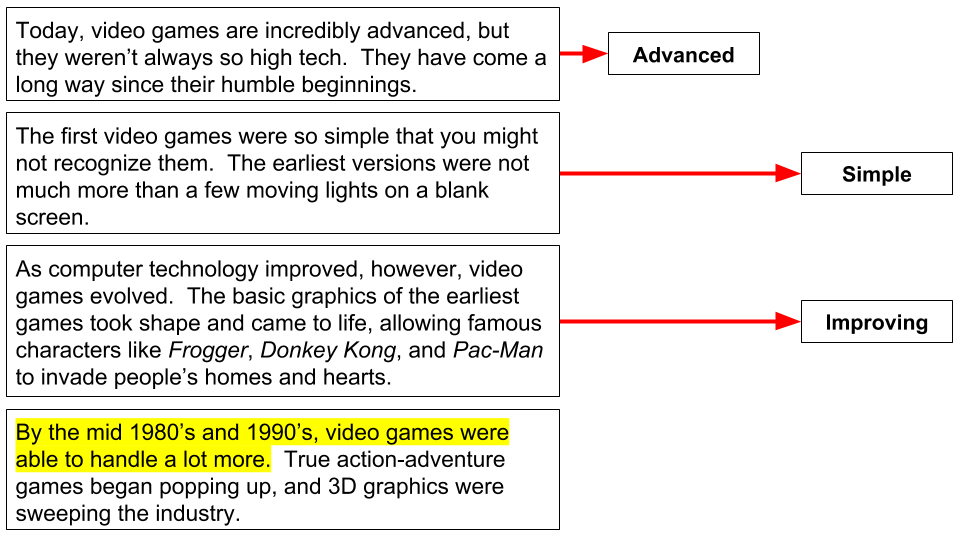 Today, video games are incredibly advanced, but
they weren’t always so high tech.  They have come a
long way since their humble beginnings.
Advanced
The first video games were so simple that you might
not recognize them.  The earliest versions were not
much more than a few moving lights on a blank
screen.
Simple
As computer technology improved, however, video
games evolved.  The basic graphics of the earliest
games took shape and came to life, allowing famous
characters like Frogger, Donkey Kong, and Pac-Man
to invade people’s homes and hearts.
Improving
By the mid 1980’s and 1990’s, video games were
able to handle a lot more.  True action-adventure
games began popping up, and 3D graphics were
sweeping the industry.